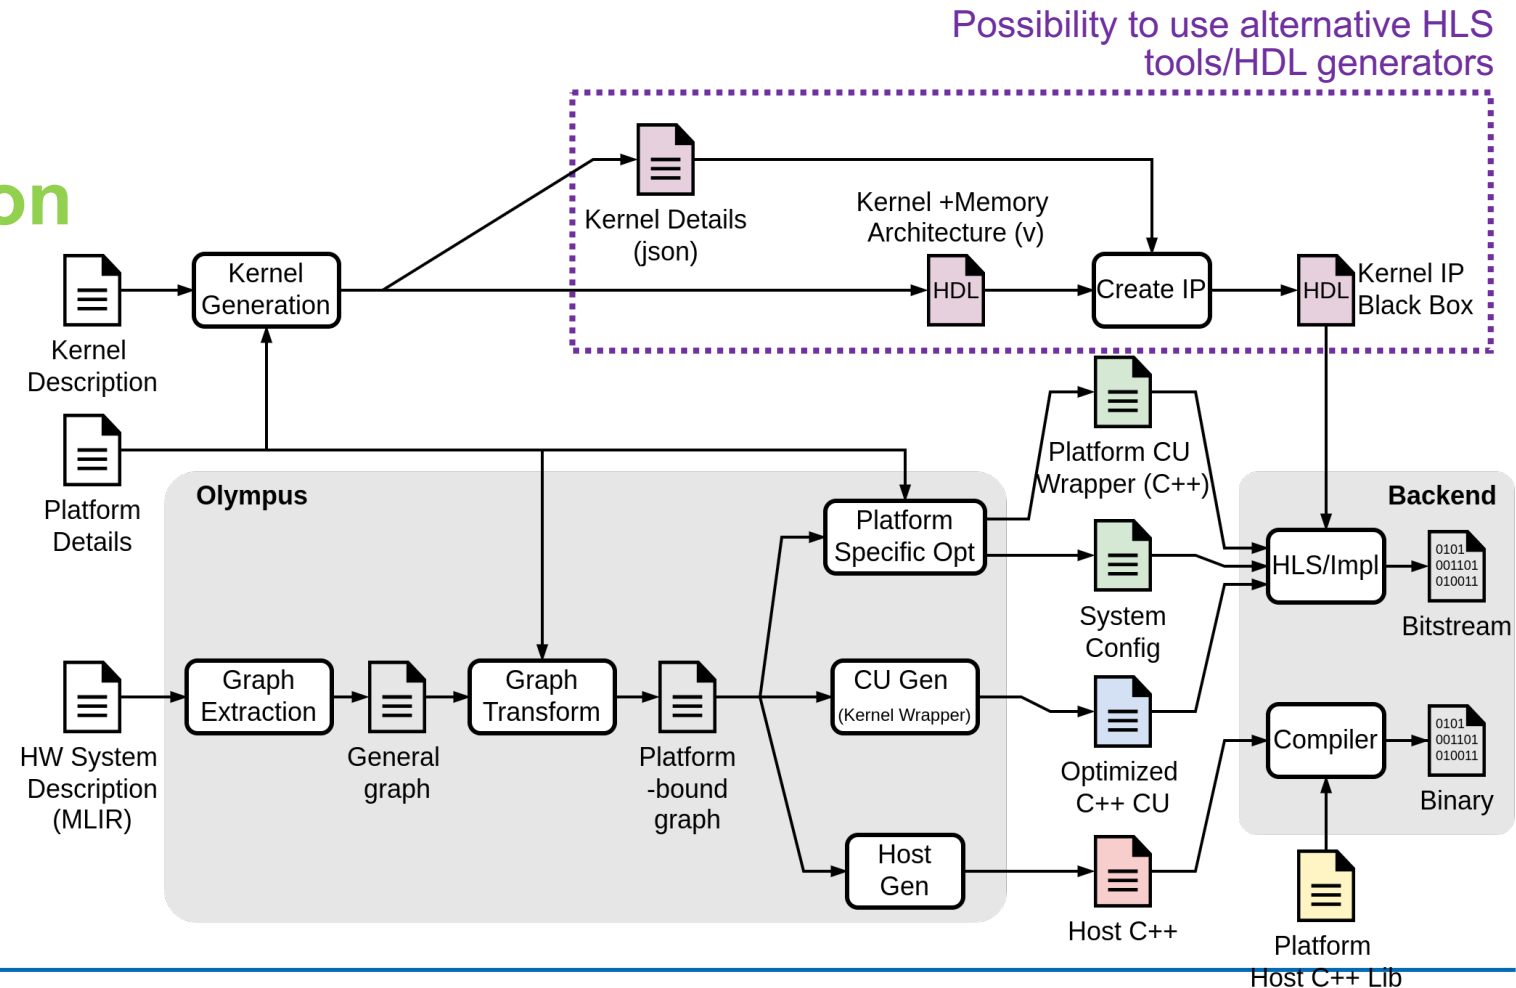 Possibility to use alternative HLS
tools/HDL generators
on
Kernel Details
(json)
Kernel +Memory
Architecture (v)
Kernel
Generation
HDL
Create IP
HDL
Kernel IP
Black Box
Kernel
Description
Platform
Details
Platform CU
Wrapper (C++)
Olympus
Backend
Platform
Specific Opt
HLS/Impl
0101
001101
010011
Bitstream
System
Config
Graph
Extraction
General
graph
Graph
Transform
Platform
-bound
graph
CU Gen
(Kernel Wrapper)
Optimized
C++ CU
Compiler
0101
001101
010011
Binary
HW System
Description
(MLIR)
Host
Gen
Host C++
Platform
Host C++ Lib